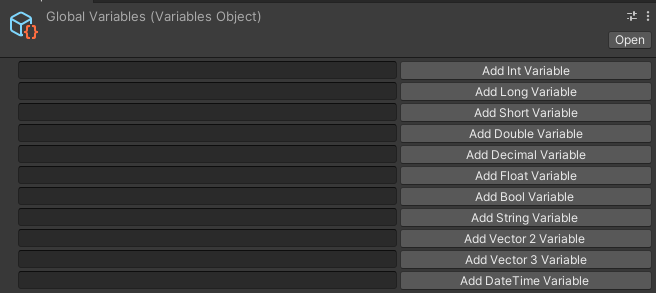 Global Variables (Variables Object)
Open
Add Int Variable
Add Long Variable
Add Short Variable
Add Double Variable
Add Decimal Variable
Add Float Variable
Add Bool Variable
Add String Variable
Add Vector 2 Variable
Add Vector 3 Variable
Add DateTime Variable